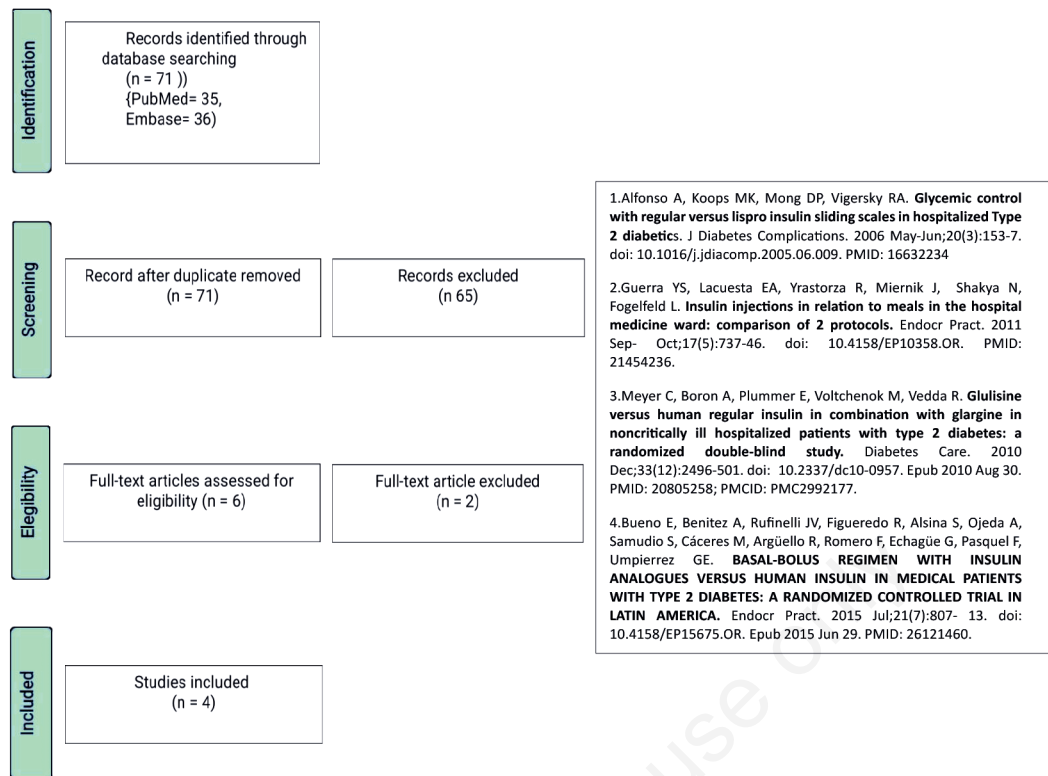 Identification
Records identified through
database searching
(n = 71 ))
{PubMed= 35,
Embase= 36)
Screening
Record after duplicate removed
(n = 71)
Records excluded
(n 65)
Elegibility
Full-text articles assessed for
eligibility (n = 6)
Full-text article excluded
(n = 2)
Included
Studies included
(n = 4)
1.Alfonso A, Koops MK, Mong DP, Vigersky RA. Glycemic control
with regular versus lispro insulin sliding scales in hospitalized Type
2 diabetics. J Diabetes Complications. 2006 May-Jun;20(3):153-7.
doi: 10.1016/j.jdiacomp.2005.06.009. PMID: 16632234
2.Guerra YS, Lacuesta EA, Yrastorza R, Miernik J, Shakya N,
Fogelfeld L. Insulin injections in relation to meals in the hospital
medicine ward: comparison of 2 protocols. Endocr Pract. 2011
Sep- Oct;17(5):737-46. doi: 10.4158/EP10358.OR. PMID:
21454236.
3.Meyer C, Boron A, Plummer E, Voltchenok M, Vedda R. Glulisine
versus human regular insulin in combination with glargine in
noncritically ill hospitalized patients with type 2 diabetes: a
randomized double-blind study. Diabetes Care. 2010
Dec;33(12):2496-501. doi: 10.2337/dc10-0957. Epub 2010 Aug 30.
PMID: 20805258; PMCID: PMC2992177.
4.Bueno E, Benitez A, Rufinelli JV, Figueredo R, Alsina S, Ojeda A,
Samudio S, Cáceres M, Argüello R, Romero F, Echagüe G, Pasquel F,
Umpierrez GE. BASAL-BOLUS REGIMEN WITH INSULIN
ANALOGUES VERSUS HUMAN INSULIN IN MEDICAL PATIENTS
WITH TYPE 2 DIABETES: A RANDOMIZED CONTROLLED TRIAL IN
LATIN AMERICA. Endocr Pract. 2015 Jul;21(7):807- 13. doi:
10.4158/EP15675.OR. Epub 2015 Jun 29. PMID: 26121460.
use